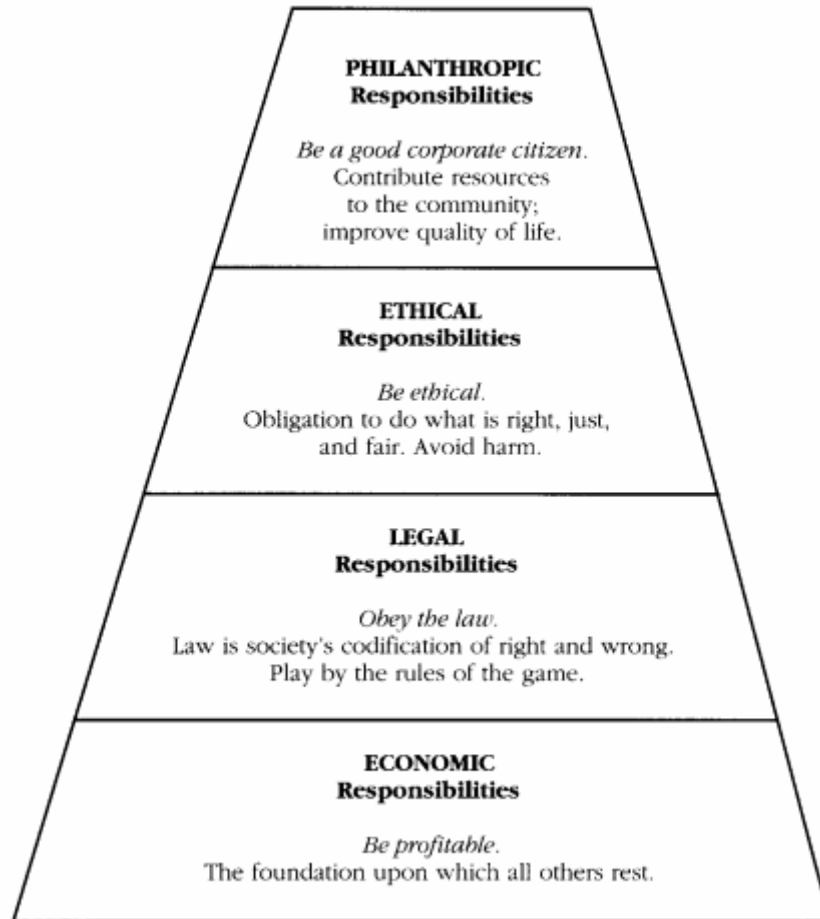 PHILANTHROPIC
Responsibilities
Be a good corporate citizen.
Contribute resources
to the community;
improve quality of life.
ETHICAL
Responsibilities
Be ethical.
Obligation to do what is right, just,
and fair. Avoid harm.
LEGAL
Responsibilities
Obey the law.
Law is society's codification of right and wrong.
Play by the rules of the game.
ECONOMIC
Responsibilities
Be profitable.
The foundation upon which all others rest.